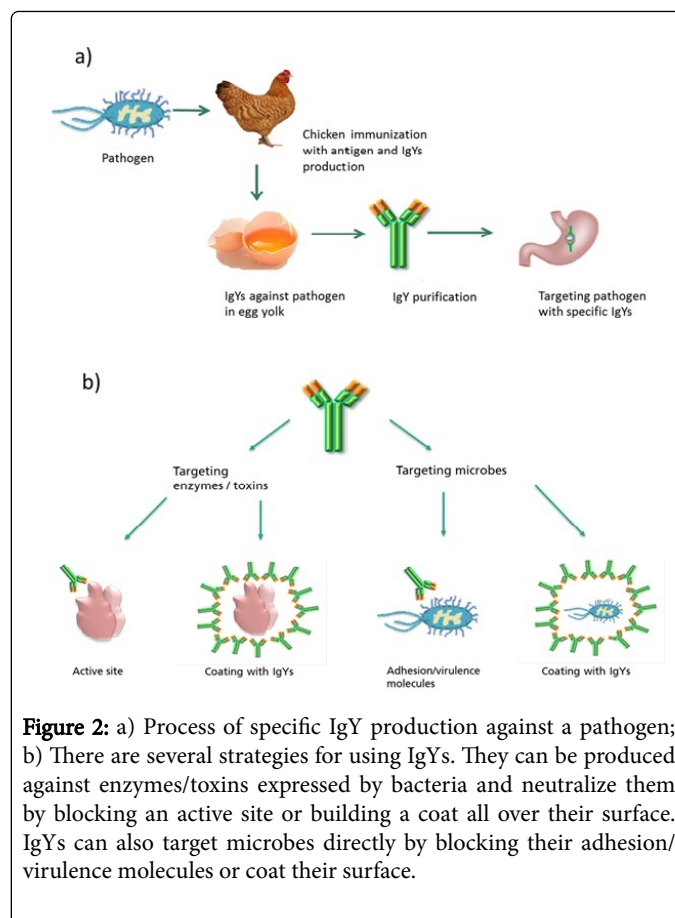 a)
Pathogen
Chicken immunization
with antigen and IgYs
production
IgYs against pathogen
in egg yolk
IgY purification
Targeting pathogen
with specific IgYs
b)
Targeting
enzymes / toxins
Targeting microbes
Active site
Coating with IgYs
Adhesion/virulence
molecules
Coating with IgYs
Figure 2: a) Process of specific IgY production against a pathogen;
b) There are several strategies for using IgYs. They can be produced
against enzymes/toxins expressed by bacteria and neutralize them
by blocking an active site or building a coat all over their surface.
IgYs can also target microbes directly by blocking their adhesion/
virulence molecules or coat their surface.